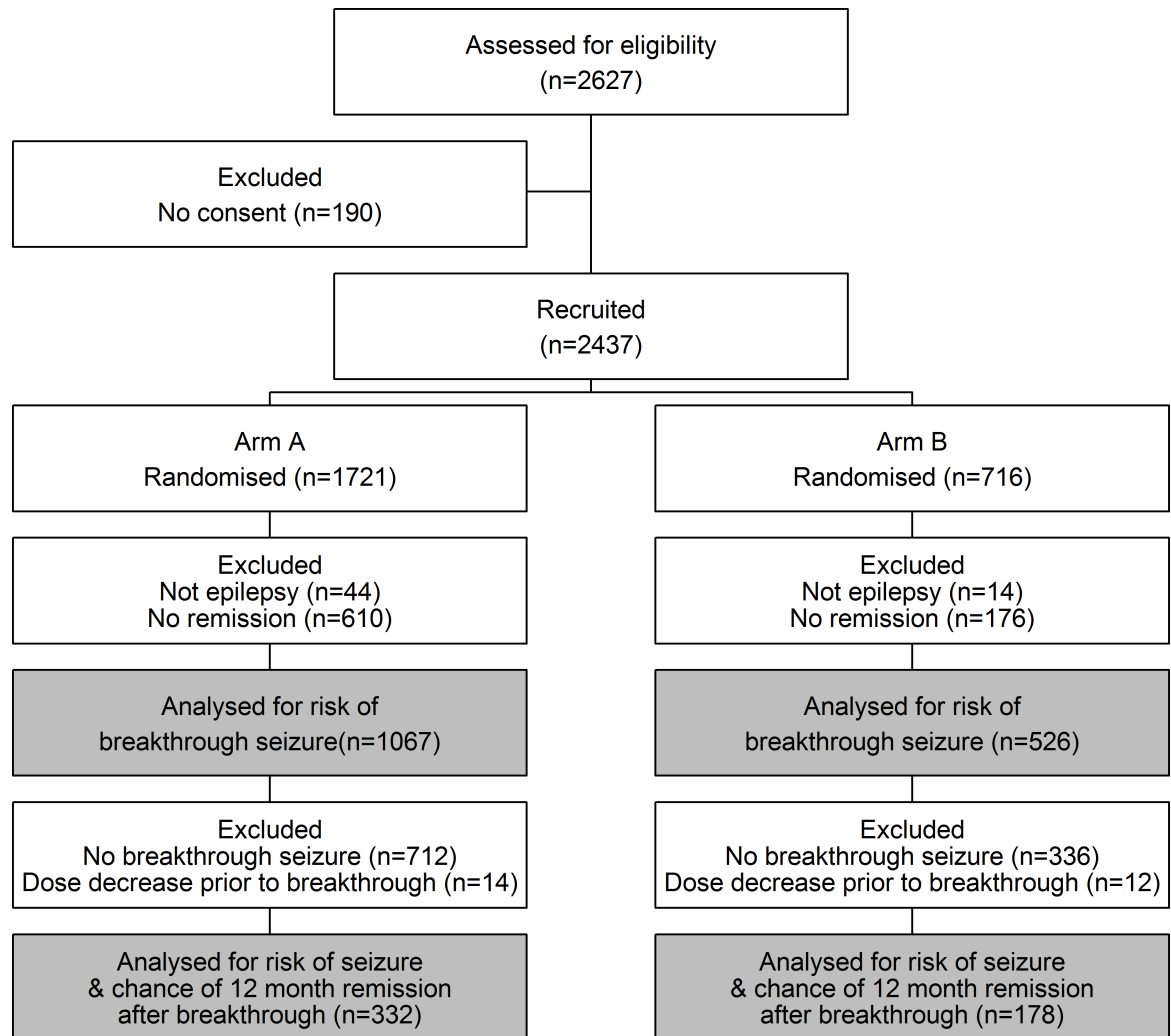 Assessed for eligibility
(n=2627)
Excluded
No consent (n=190)
Recruited
(n=2437)
Arm A
Randomised (n=1721)
Arm B
Randomised (n=716)
Excluded
Not epilepsy (n=44)
No remission (n=610)
Excluded
Not epilepsy (n=14)
No remission (n=176)
Analysed for risk of
breakthrough seizure(n=1067)
Analysed for risk of
breakthrough seizure (n=526)
Excluded
No breakthrough seizure (n=712)
Dose decrease prior to breakthrough (n=14)
Excluded
No breakthrough seizure (n=336)
Dose decrease prior to breakthrough (n=12)
Analysed for risk of seizure
& chance of 12 month remission
after breakthrough (n=332)
Analysed for risk of seizure
& chance of 12 month remission
after breakthrough (n=178)